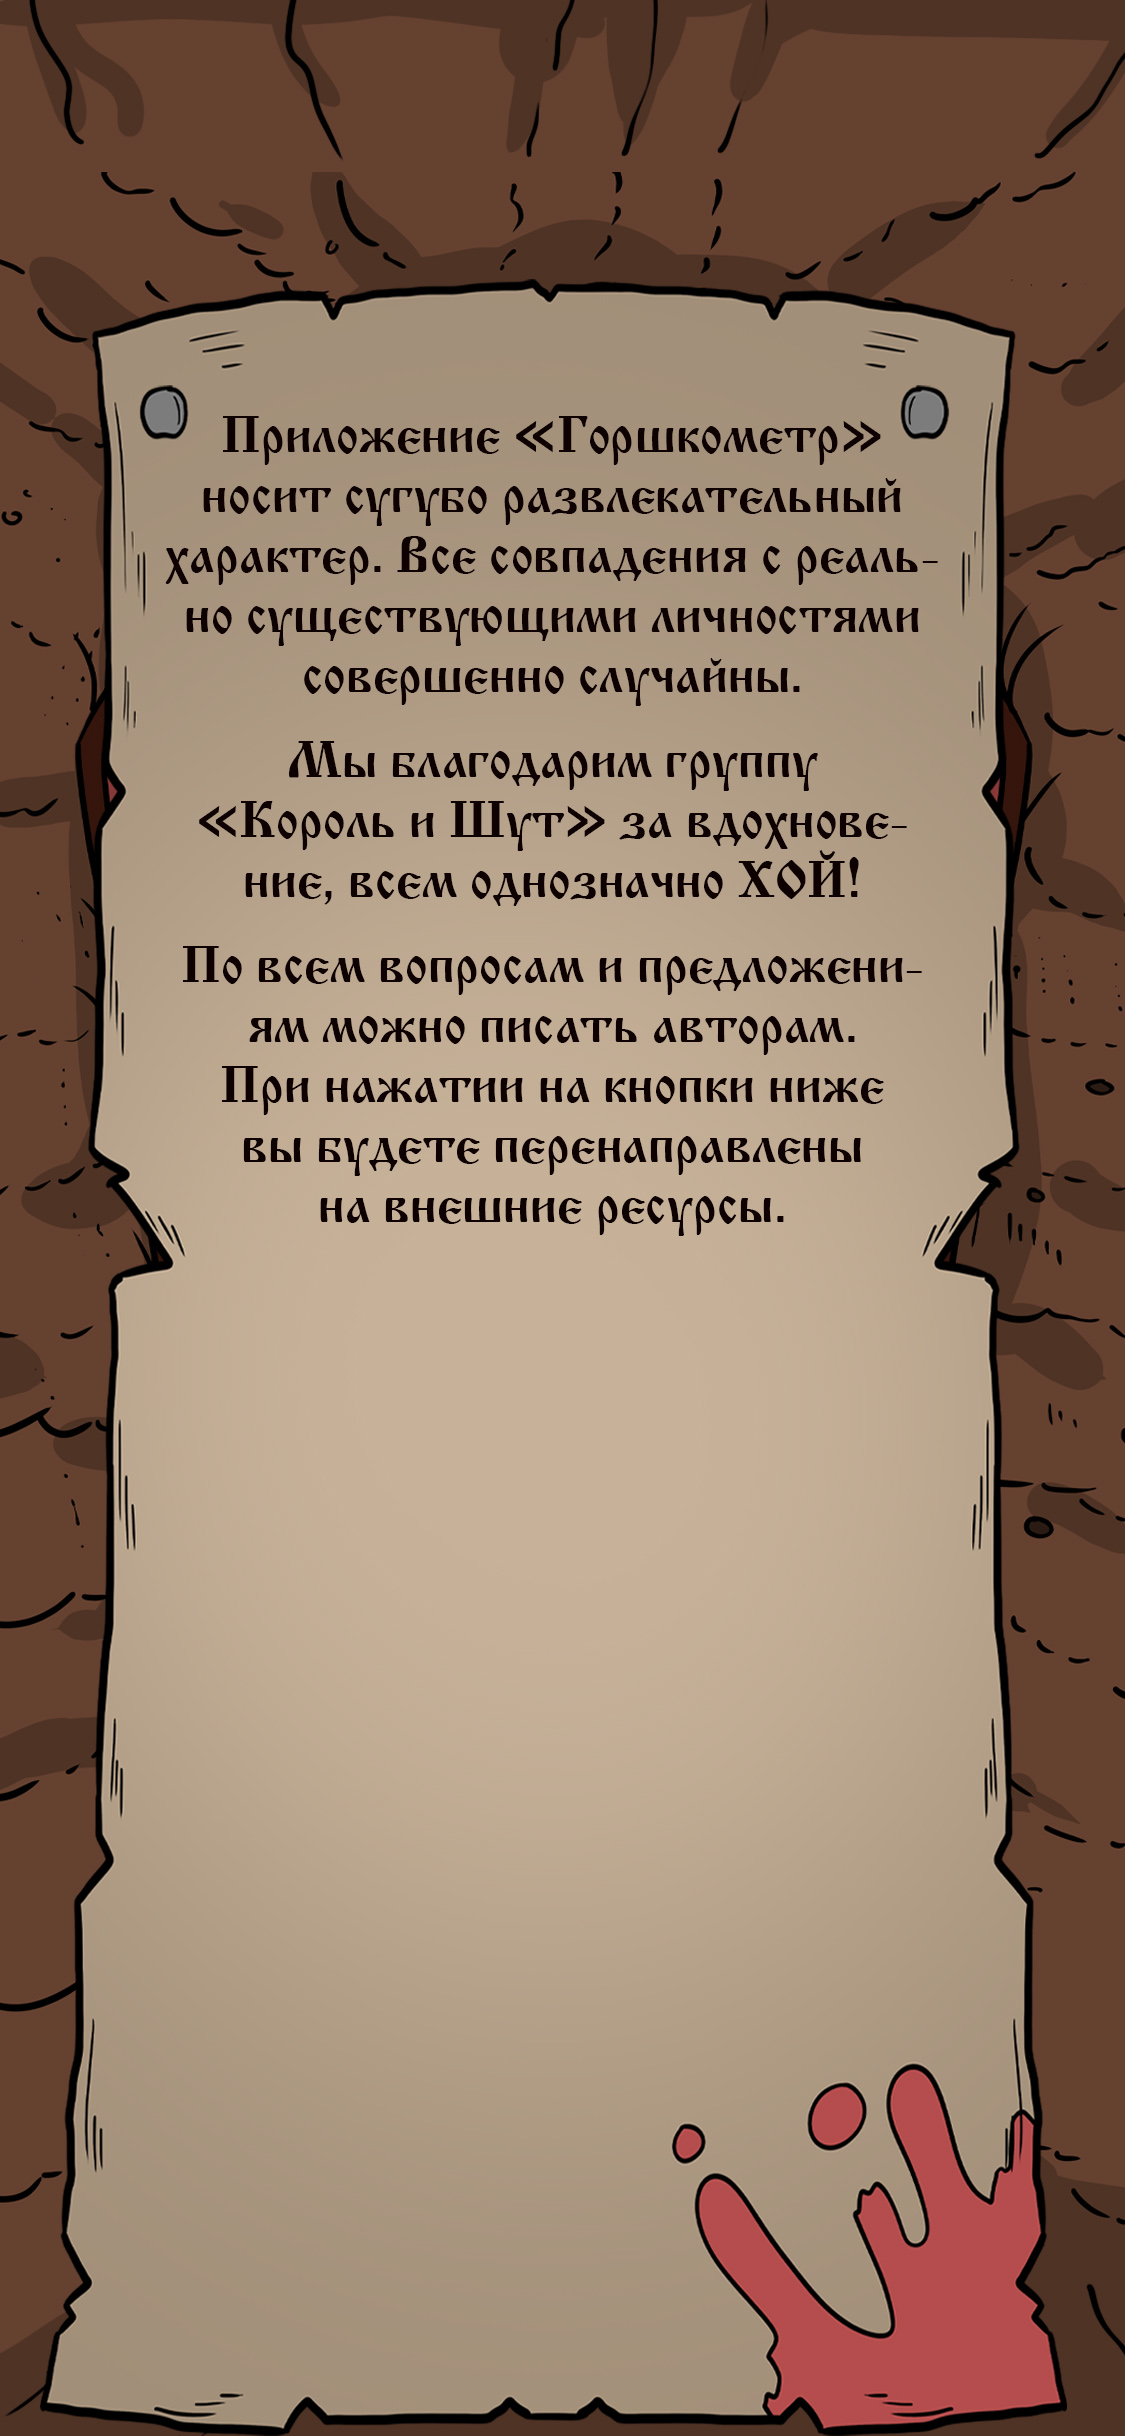 Приложение «Горшкометр»
носит сугубо развлекательный
характер. Все совпадения с реаль-
но существующими личностями
совершенно случайны.
Мы благодарим группу
«Король и Шут» за вдохнове-
ние, всем однозначно ХОЙ!
По всем вопросам и предложени-
ям можно писать авторам.
При нажатии на кнопки ниже
вы будете перенаправлены
на внешние ресурсы.